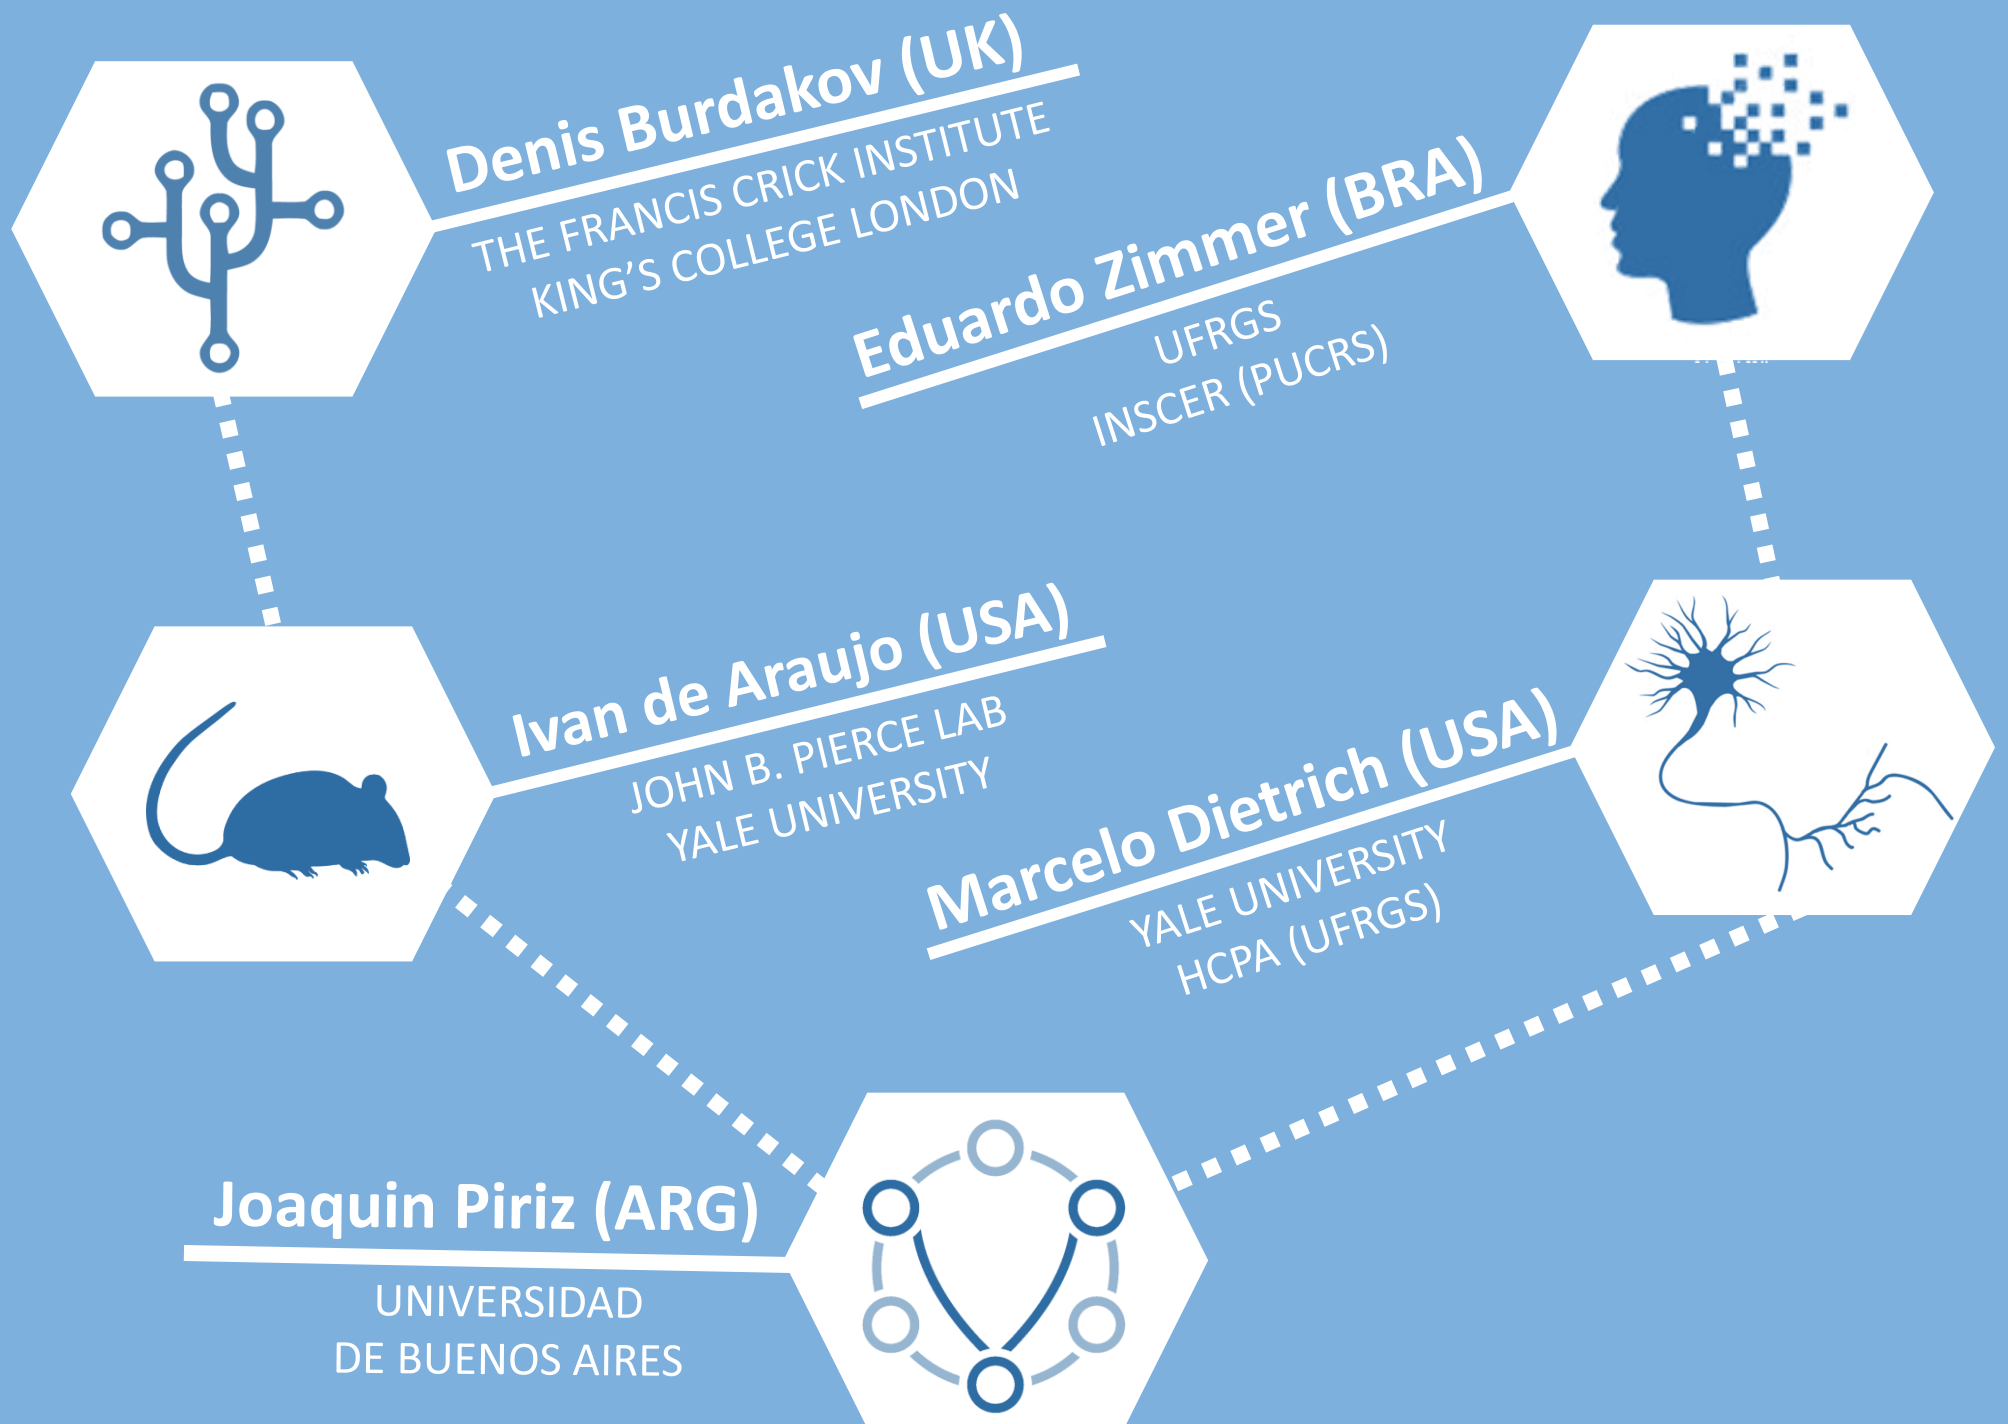 Denis Burdakov (UK)
THE FRANCIS CRICK INSTITUTE
KING’S COLLEGE LONDON
Eduardo Zimmer (BRA)
UFRGS
INSCER (PUCRS)
Ivan de Araujo (USA)
JOHN B. PIERCE LAB
YALE UNIVERSITY
Marcelo Dietrich (USA)
YALE UNIVERSITY
HCPA (UFRGS)
Joaquin Piriz (ARG)
UNIVERSIDAD
DE BUENOS AIRES